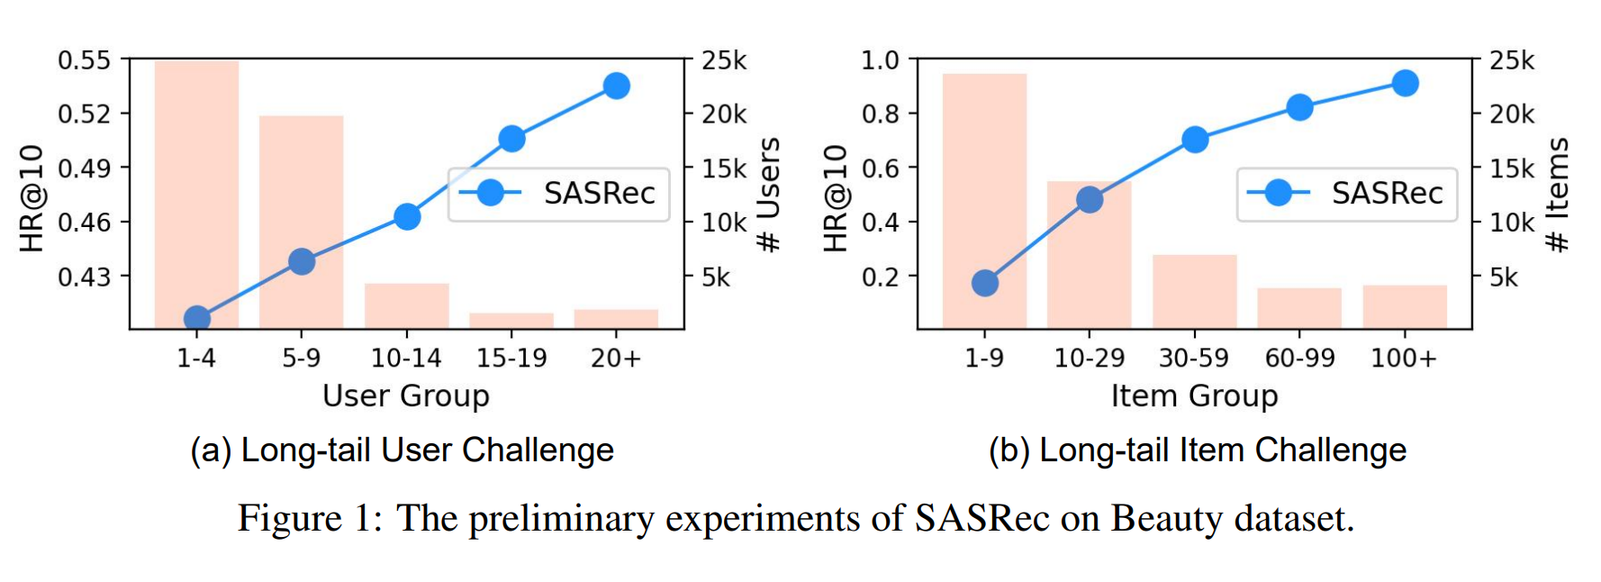 0.55
0.52
0.49
0.46
0.43
HR@10
25k
20k
15k
10k
5k
# Users
SASRec
1-4 5-9 10-14 15-19 20+
User Group
(a) Long-tail User Challenge
1.0
0.8
0.6
0.4
0.2
HR@10
25k
20k
15k
10k
5k
# Items
SASRec
1-9 10-29 30-59 60-99 100+
Item Group
(b) Long-tail Item Challenge
Figure 1: The preliminary experiments of SASRec on Beauty dataset.